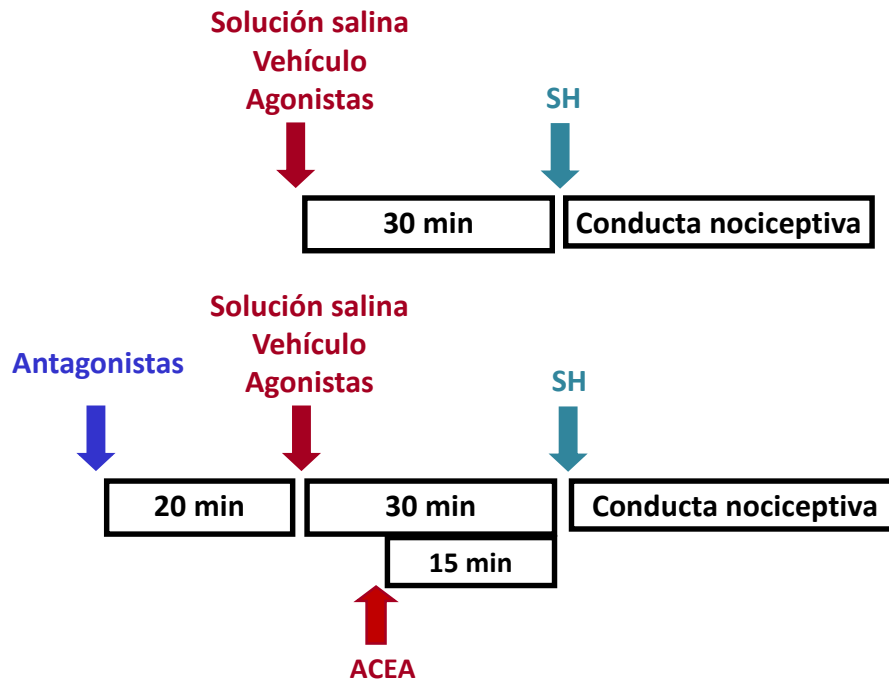 Solución salina
Vehículo
Agonistas
SH
30 min
Conducta nociceptiva
Solución salina
Vehículo
Agonistas
Antagonistas
SH
20 min
30 min
Conducta nociceptiva
15 min
ACEA